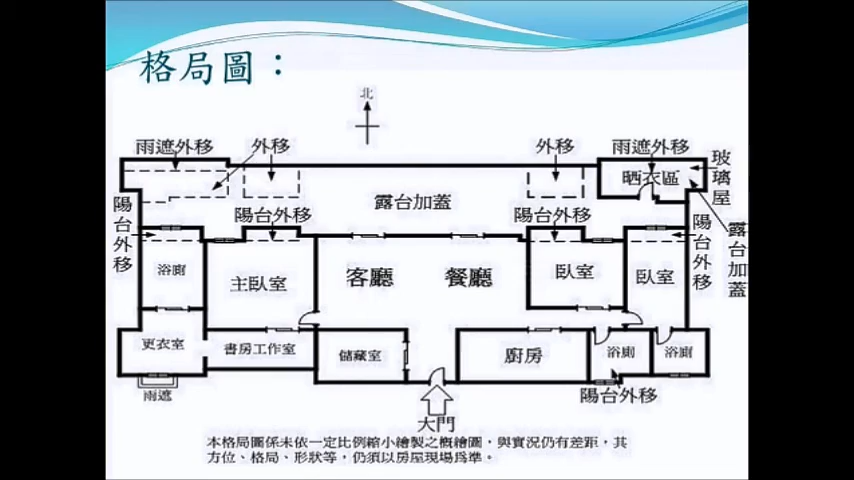 格局圖：
北
雨遮外移
外移
外移
雨遮外移
玻璃屋
晒衣區
露台加蓋
陽台外移
陽台外移
陽台外移
陽台外移
露台加蓋
浴廁
主臥室
客廳
餐廳
臥室
臥室
更衣室
書房工作室
儲藏室
廚房
浴廁
浴廁
雨遮
陽台外移
大門
本格局圖係未依一定比例縮小繪製之概繪圖，與實況仍有差距，其
方位、格局、形狀等，仍須以房屋現場為準。